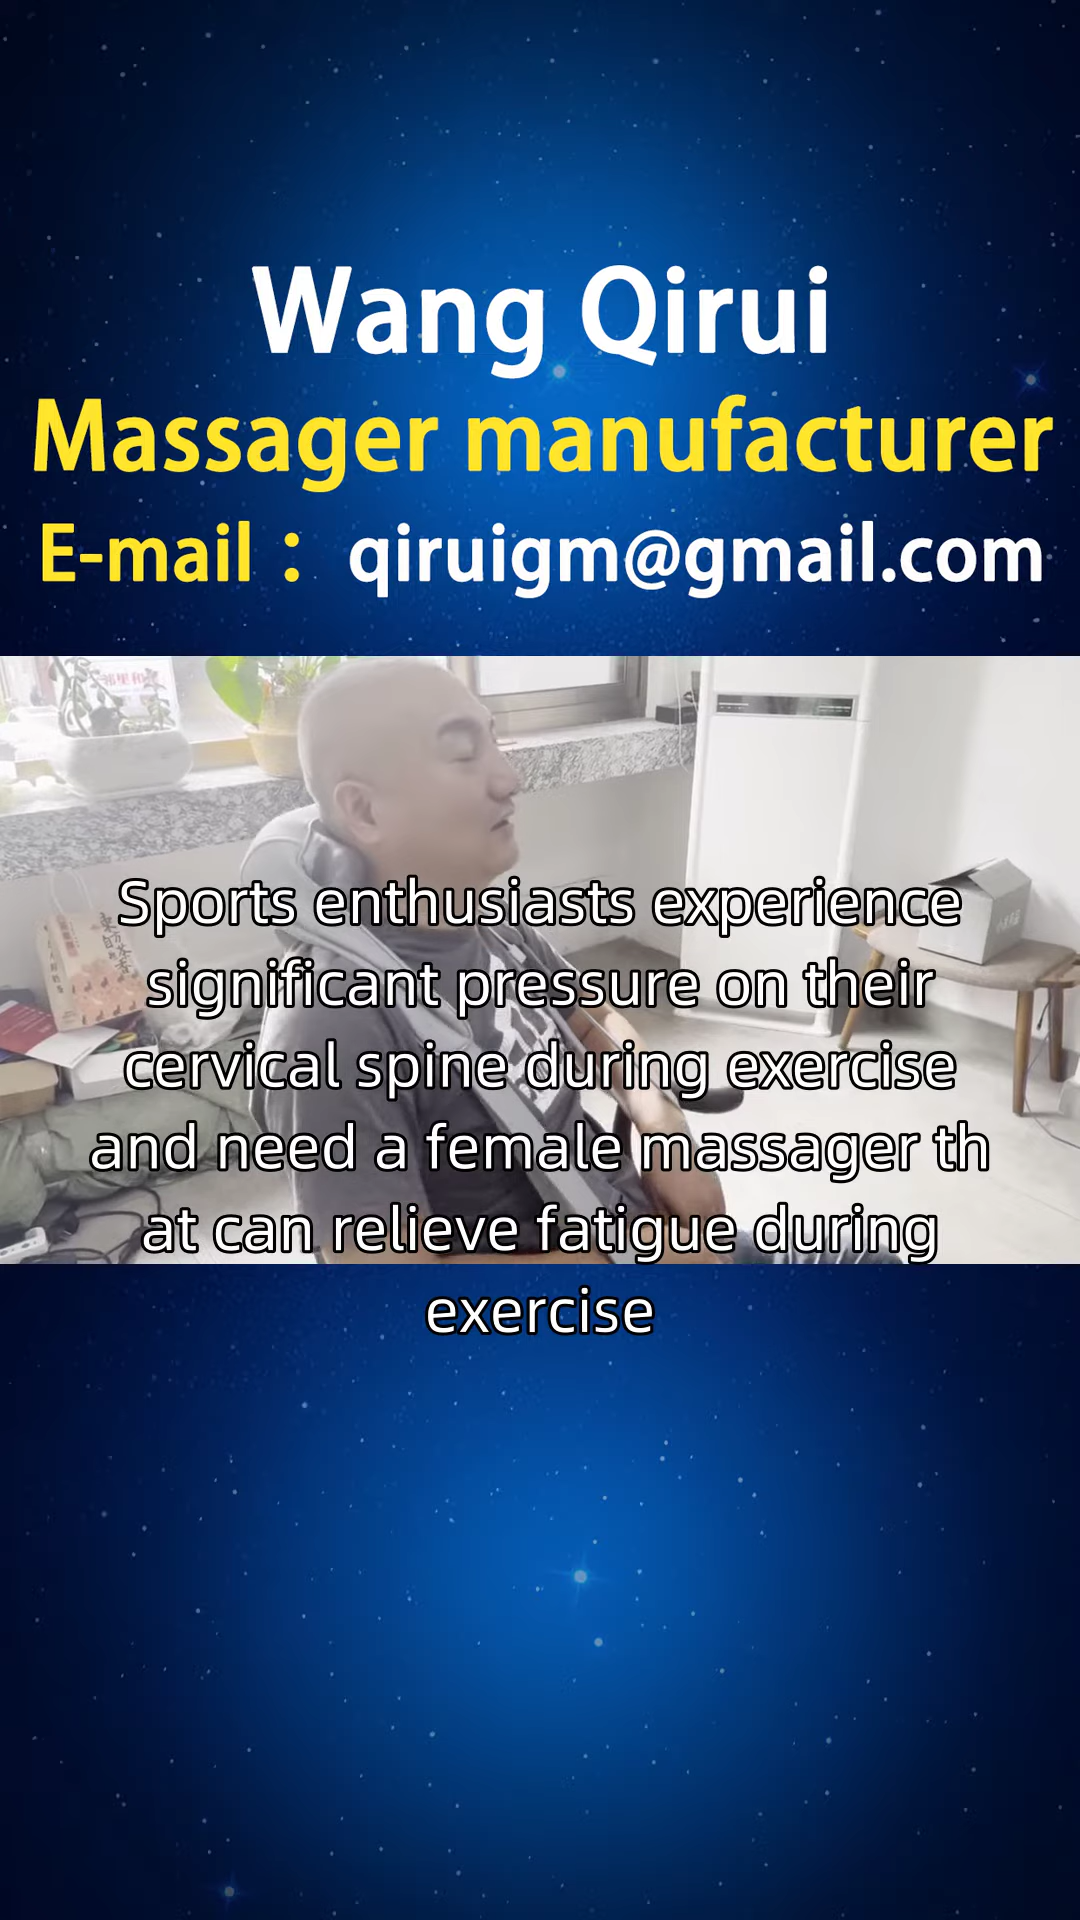 Wang Qirui
Massager manufacturer
E-mail： qiruigm@gmail.com
Sports enthusiasts experience
significant pressure on their
cervical spine during exercise
and need a female massager th
at can relieve fatigue during
exercise